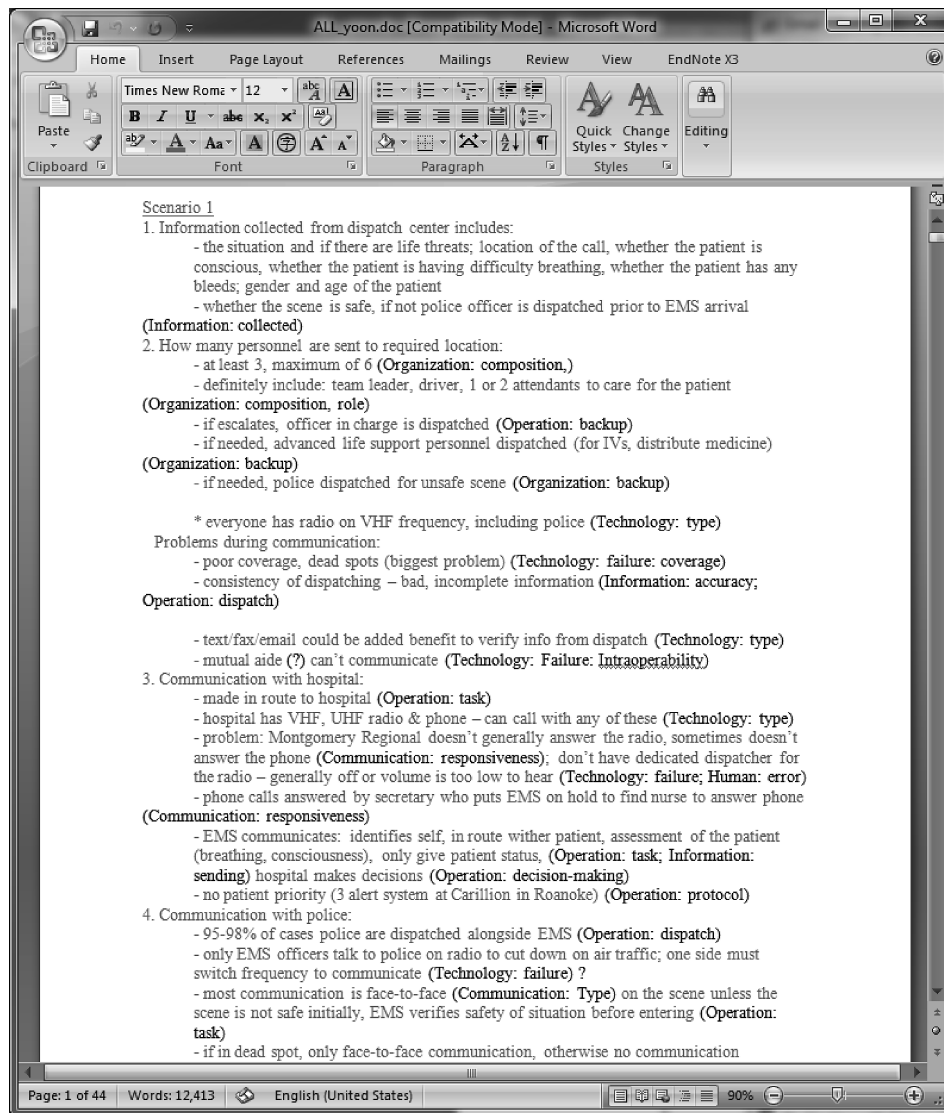 ALL_yoon.doc [Compatibility Mode] - Microsoft Word
Home Insert Page Layout References Mailings Review View EndNote X3
Times New Roma 12
Paste
Quick Styles Change Styles Editing
Clipboard Font Paragraph Styles
Scenario 1
1. Information collected from dispatch center includes:
- the situation and if there are life threats; location of the call, whether the patient is
conscious, whether the patient is having difficulty breathing, whether the patient has any
bleeds; gender and age of the patient
- whether the scene is safe, if not police officer is dispatched prior to EMS arrival
(Information: collected)
2. How many personnel are sent to required location:
- at least 3, maximum of 6 (Organization: composition,)
- definitely include: team leader, driver, 1 or 2 attendants to care for the patient
(Organization: composition, role)
- if escalates, officer in charge is dispatched (Operation: backup)
- if needed, advanced life support personnel dispatched (for IVs, distribute medicine)
(Organization: backup)
- if needed, police dispatched for unsafe scene (Organization: backup)
* everyone has radio on VHF frequency, including police (Technology: type)
Problems during communication:
- poor coverage, dead spots (biggest problem) (Technology: failure: coverage)
- consistency of dispatching – bad, incomplete information (Information: accuracy;
Operation: dispatch)
- text/fax/email could be added benefit to verify info from dispatch (Technology: type)
- mutual aide (?) can't communicate (Technology: Failure: Intraoperability)
3. Communication with hospital:
- made in route to hospital (Operation: task)
- hospital has VHF, UHF radio & phone – can call with any of these (Technology: type)
- problem: Montgomery Regional doesn't generally answer the radio, sometimes doesn't
answer the phone (Communication: responsiveness); don't have dedicated dispatcher for
the radio – generally off or volume is too low to hear (Technology: failure; Human: error)
- phone calls answered by secretary who puts EMS on hold to find nurse to answer phone
(Communication: responsiveness)
- EMS communicates: identifies self, in route wither patient, assessment of the patient
(breathing, consciousness), only give patient status, (Operation: task; Information:
sending) hospital makes decisions (Operation: decision-making)
- no patient priority (3 alert system at Carillion in Roanoke) (Operation: protocol)
4. Communication with police:
- 95-98% of cases police are dispatched alongside EMS (Operation: dispatch)
- only EMS officers talk to police on radio to cut down on air traffic; one side must
switch frequency to communicate (Technology: failure) ?
- most communication is face-to-face (Communication: Type) on the scene unless the
scene is not safe initially, EMS verifies safety of situation before entering (Operation:
task)
- if in dead spot, only face-to-face communication, otherwise no communication
Page: 1 of 44 Words: 12,413 English (United States) 90%